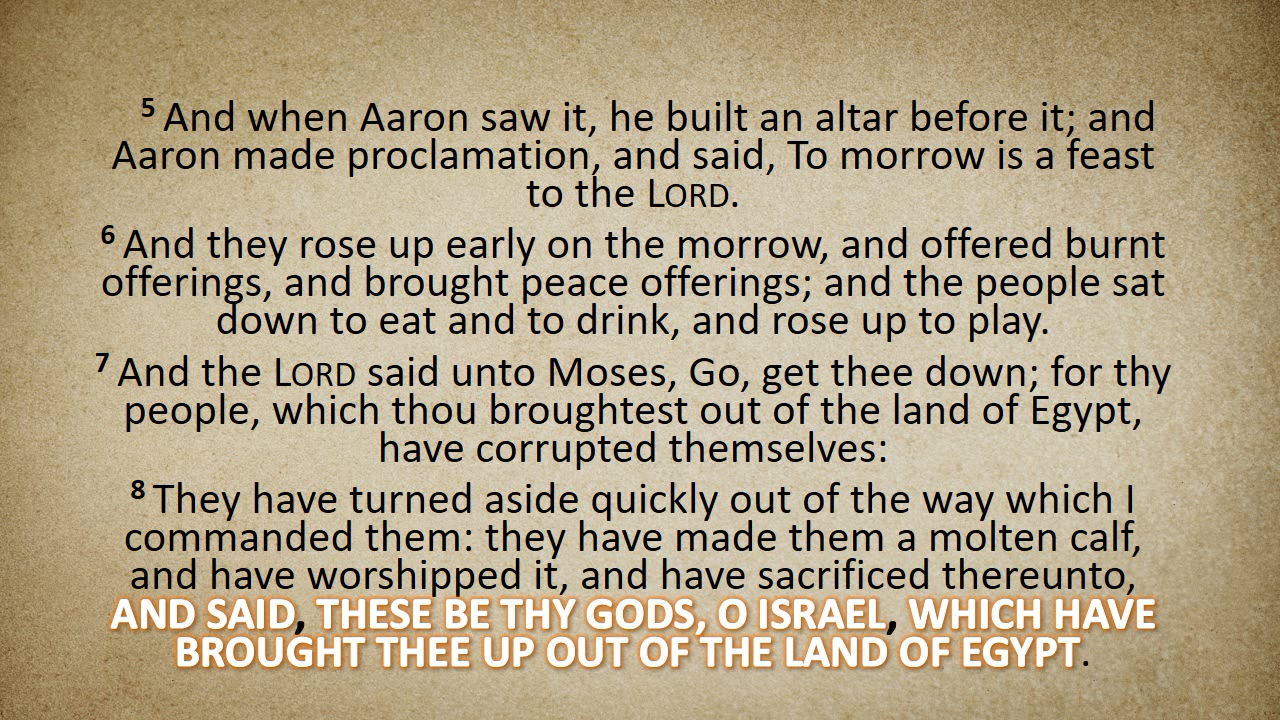 5 And when Aaron saw it, he built an altar before it; and
Aaron made proclamation, and said, To morrow is a feast
to the LORD.
6 And they rose up early on the morrow, and offered burnt
offerings, and brought peace offerings; and the people sat
down to eat and to drink, and rose up to play.
7 And the LORD said unto Moses, Go, get thee down; for thy
people, which thou broughtest out of the land of Egypt,
have corrupted themselves:
8 They have turned aside quickly out of the way which I
commanded them: they have made them a molten calf,
and have worshipped it, and have sacrificed thereunto,
AND SAID, THESE BE THY GODS, O ISRAEL, WHICH HAVE
BROUGHT THEE UP OUT OF THE LAND OF EGYPT.